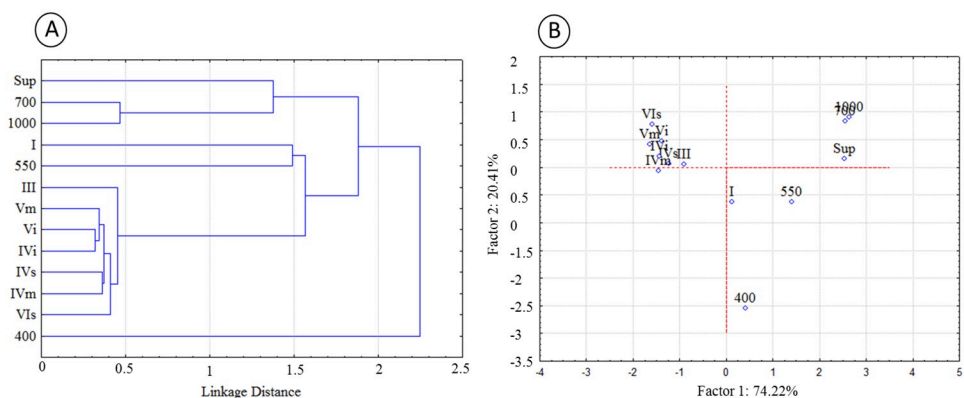 A
B
Sup
700
1000
I
550
III
Vm
Vi
IVi
IVs
IVm
VIs
400
0 0.5 1 1.5 2 2.5
Linkage Distance
Factor 2: 20.41%
2
1.5
1
0.5
0
0.5
-1
-1.5
-2
-2.5
-3
-3.5
1000
700
VIs
Vi
Vm
IVi
IVs
III
IVm
Sup
I
550
400
-4 -3 -2 -1 0 1 2 3 4 5
Factor 1: 74.22%